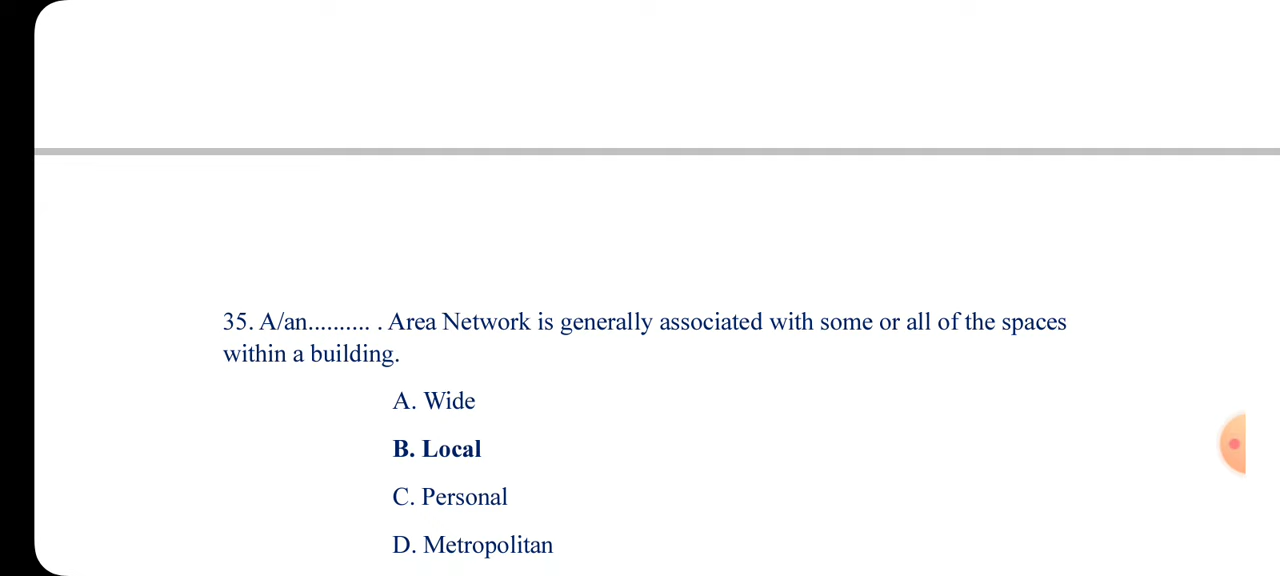 35. A/an.......... . Area Network is generally associated with some or all of the spaces
within a building.
A. Wide
B. Local
C. Personal
D. Metropolitan